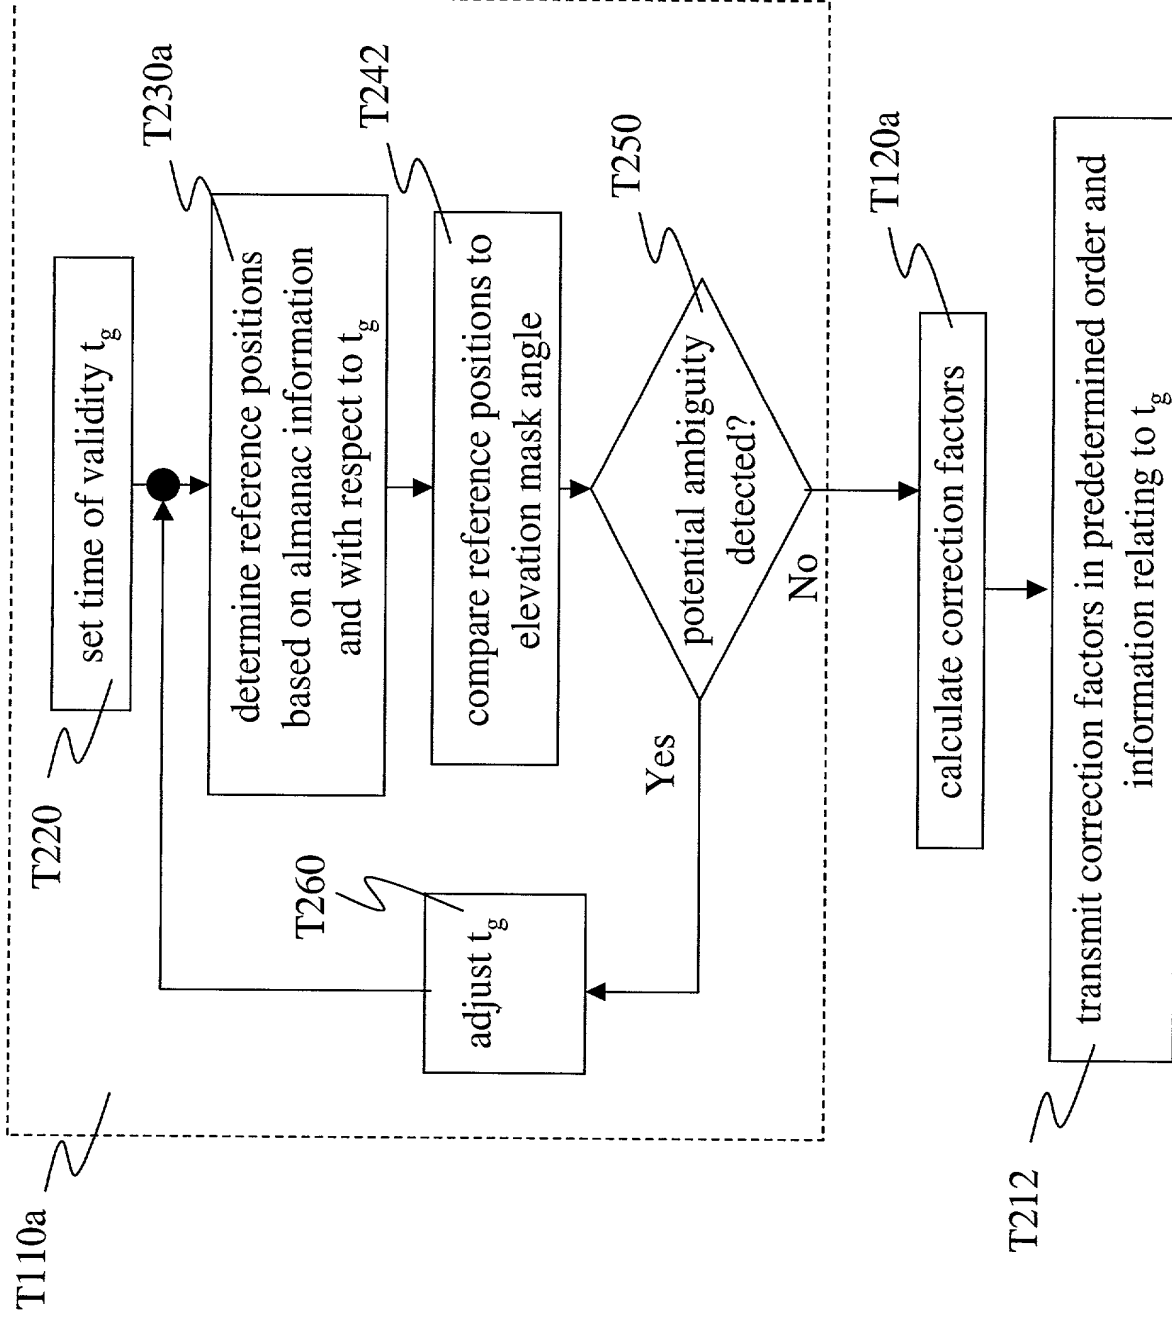 T110a
T220
set time of validity t_g
T230a
determine reference positions
based on almanac information
and with respect to t_g
T242
compare reference positions to
elevation mask angle
T250
potential ambiguity
detected?
Yes
No
T260
adjust t_g
T120a
calculate correction factors
T212
transmit correction factors in predetermined order and
information relating to t_g